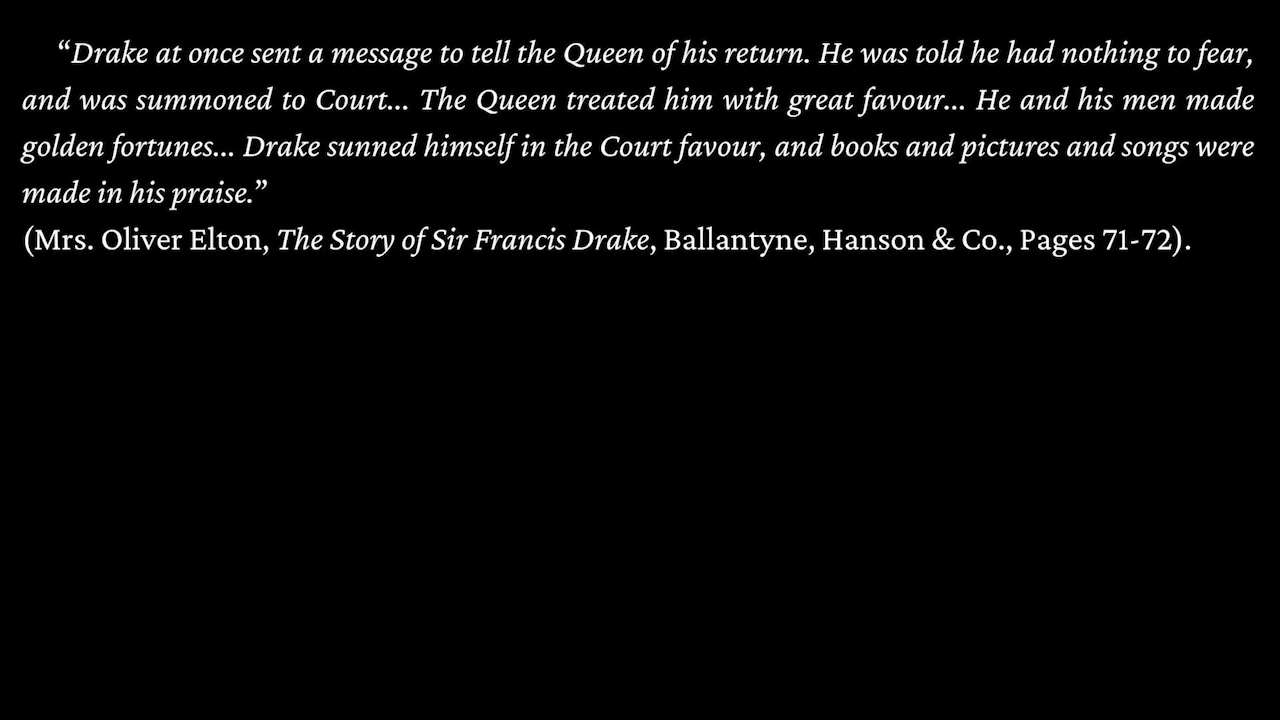 “Drake at once sent a message to tell the Queen of his return. He was told he had nothing to fear,
and was summoned to Court... The Queen treated him with great favour... He and his men made
golden fortunes... Drake sunned himself in the Court favour, and books and pictures and songs were
made in his praise.”
(Mrs. Oliver Elton, The Story of Sir Francis Drake, Ballantyne, Hanson & Co., Pages 71-72).